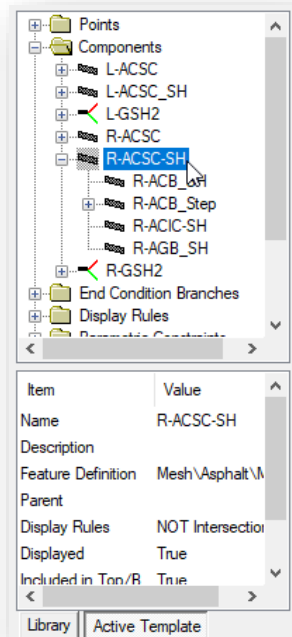 Points
Components
L-ACSC
L-ACSC_SH
L-GSH2
R-ACSC
R-ACSC-SH
R-ACB_SH
R-ACB_Step
R-ACIC-SH
R-AGB_SH
R-GSH2
End Condition Branches
Display Rules
Parametric Constraints
Item Value
Name R-ACSC-SH
Description
Feature Definition Mesh\Asphalt\M
Parent
Display Rules NOT Intersection
Displayed True
Included in Top/B True
Library Active Template